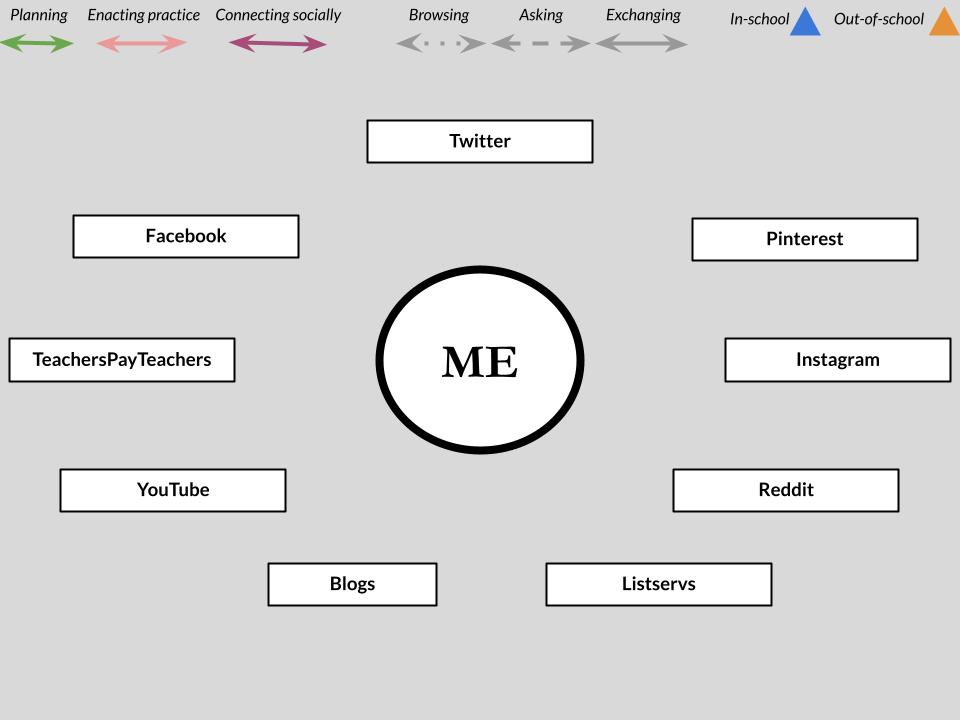 Planning Enacting practice Connecting socially Browsing Asking Exchanging In-school Out-of-school
Twitter
Facebook
Pinterest
ME
TeachersPayTeachers
Instagram
YouTube
Reddit
Blogs
Listservs